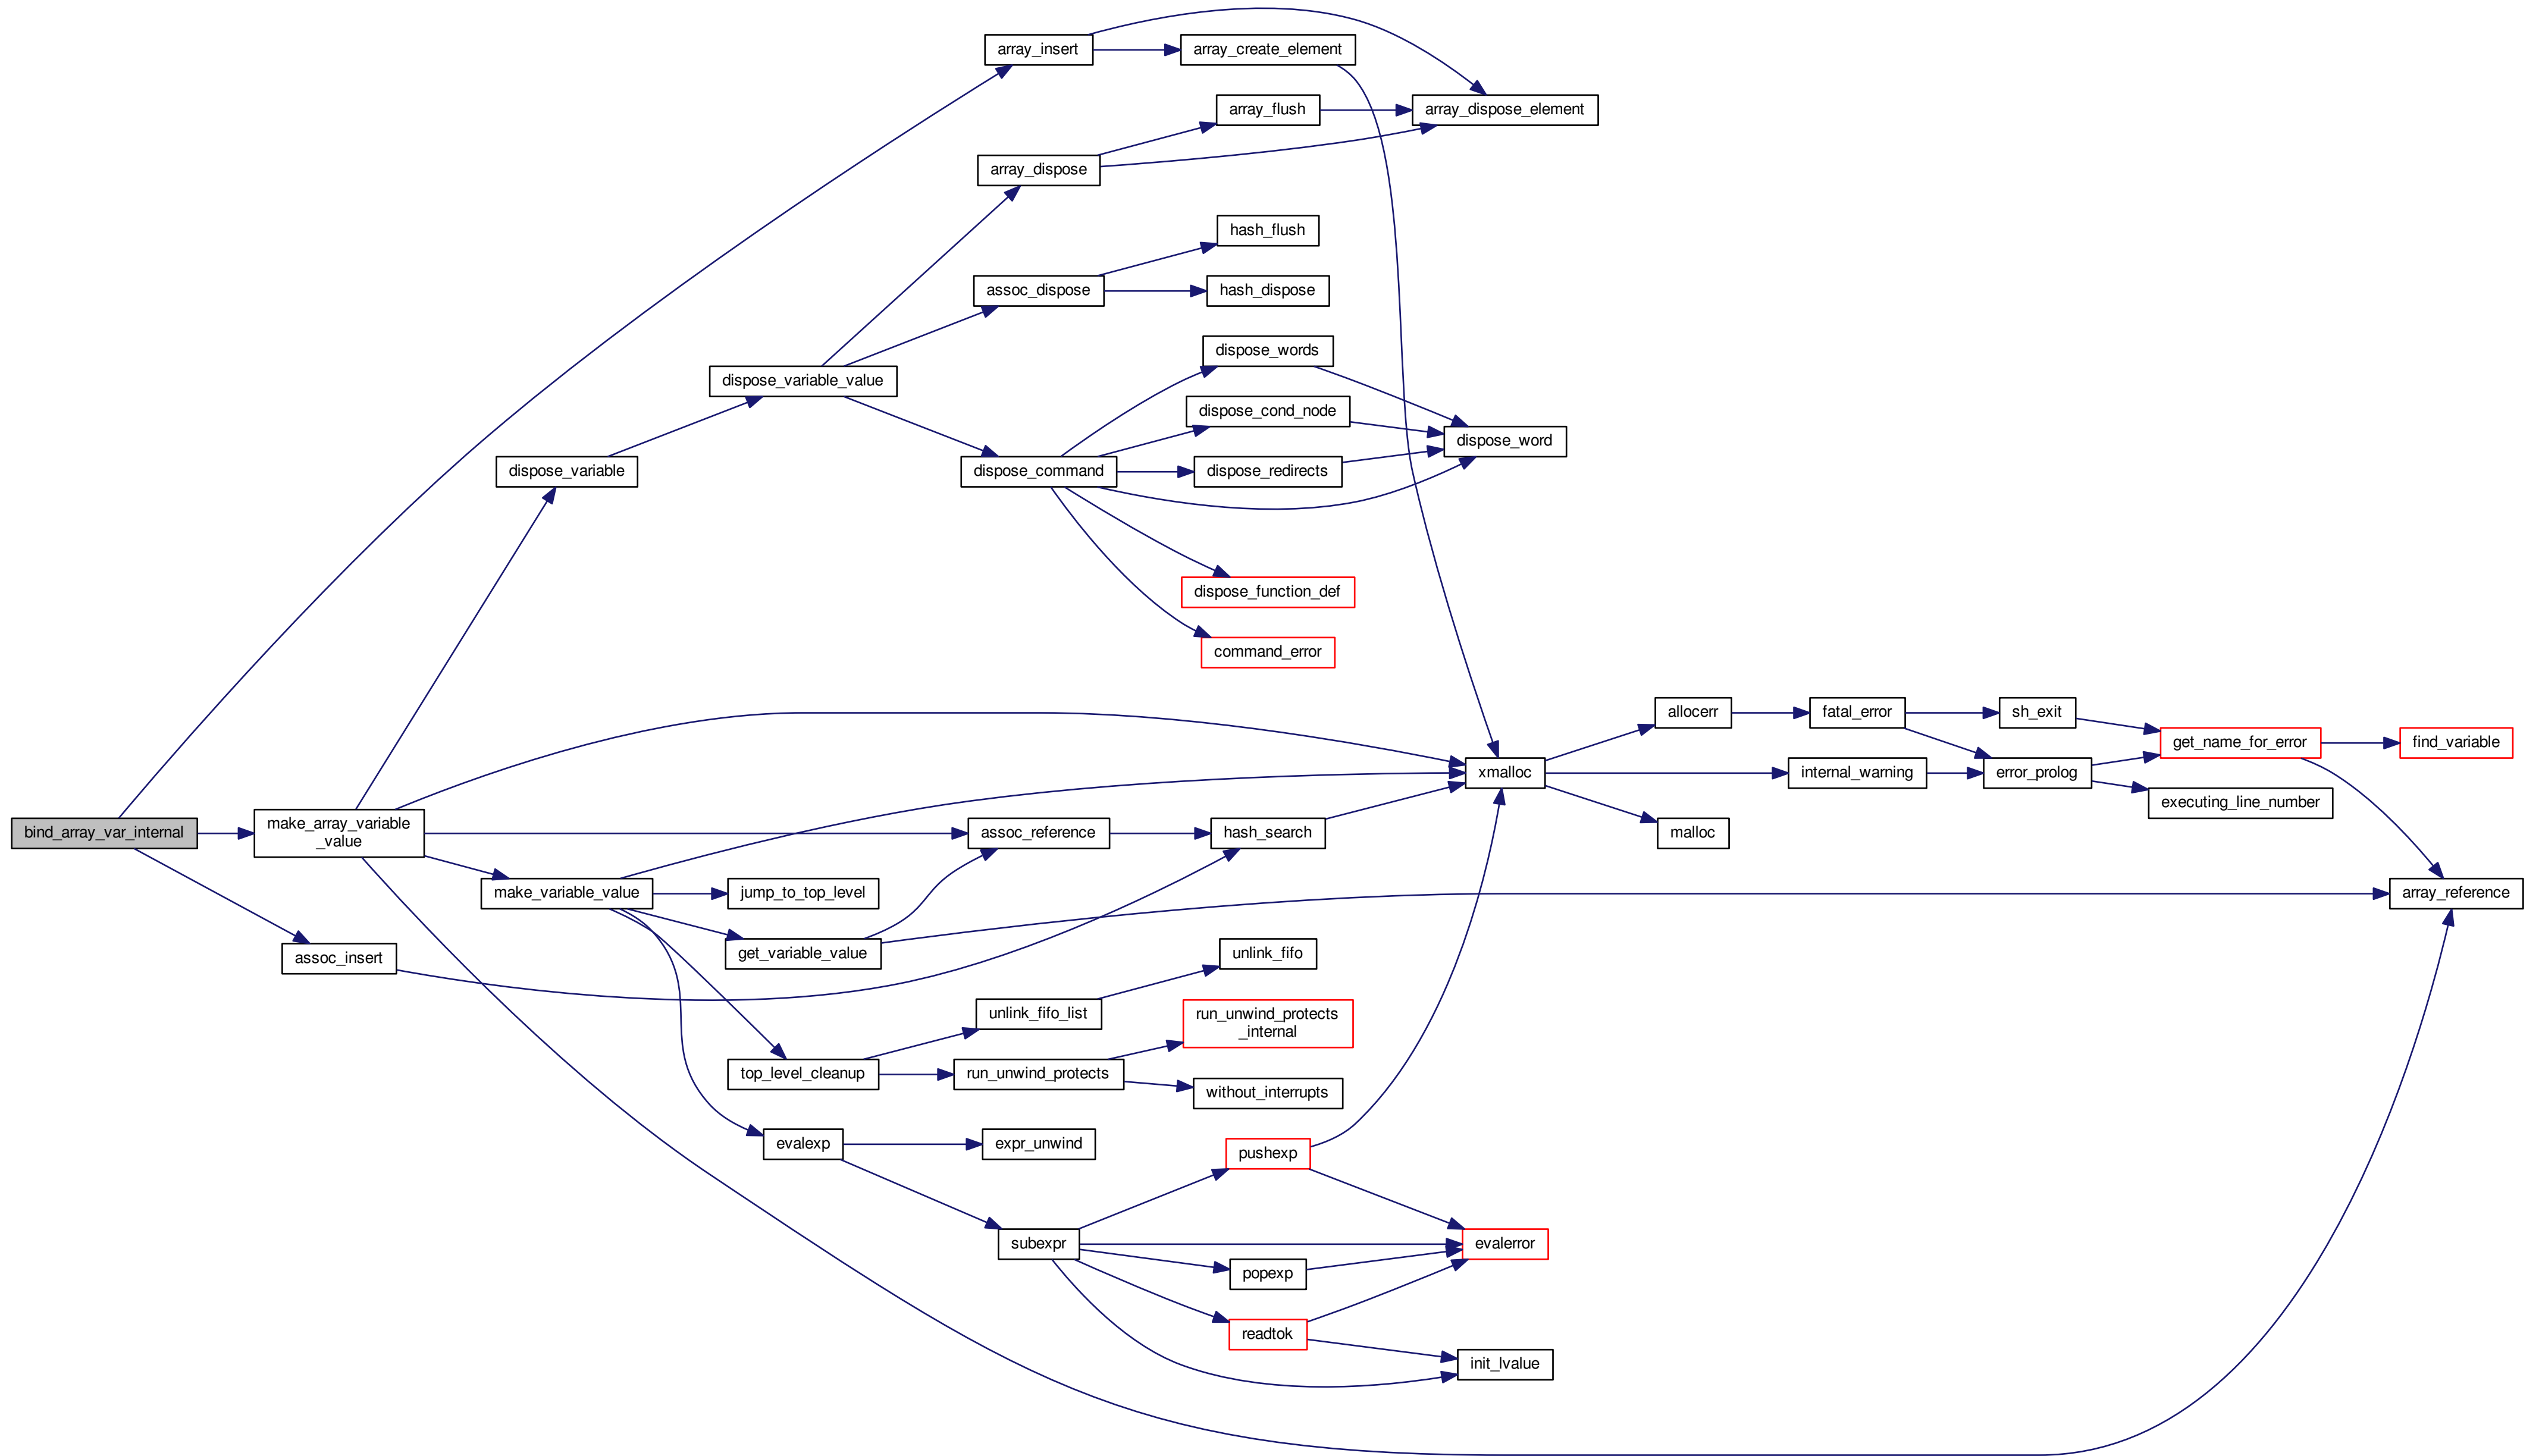 array_insert
array_create_element
array_flush
array_dispose_element
array_dispose
hash_flush
assoc_dispose
hash_dispose
dispose_words
dispose_variable_value
dispose_cond_node
dispose_word
dispose_variable
dispose_command
dispose_redirects
dispose_function_def
command_error
allocerr
fatal_error
sh_exit
get_name_for_error
find_variable
xmalloc
internal_warning
error_prolog
executing_line_number
bind_array_var_internal
make_array_variable
_value
assoc_reference
hash_search
malloc
make_variable_value
jump_to_top_level
array_reference
get_variable_value
unlink_fifo
assoc_insert
unlink_fifo_list
run_unwind_protects
_internal
top_level_cleanup
run_unwind_protects
without_interrupts
evalexp
expr_unwind
pushexp
subexpr
evalerror
popexp
readtok
init_lvalue